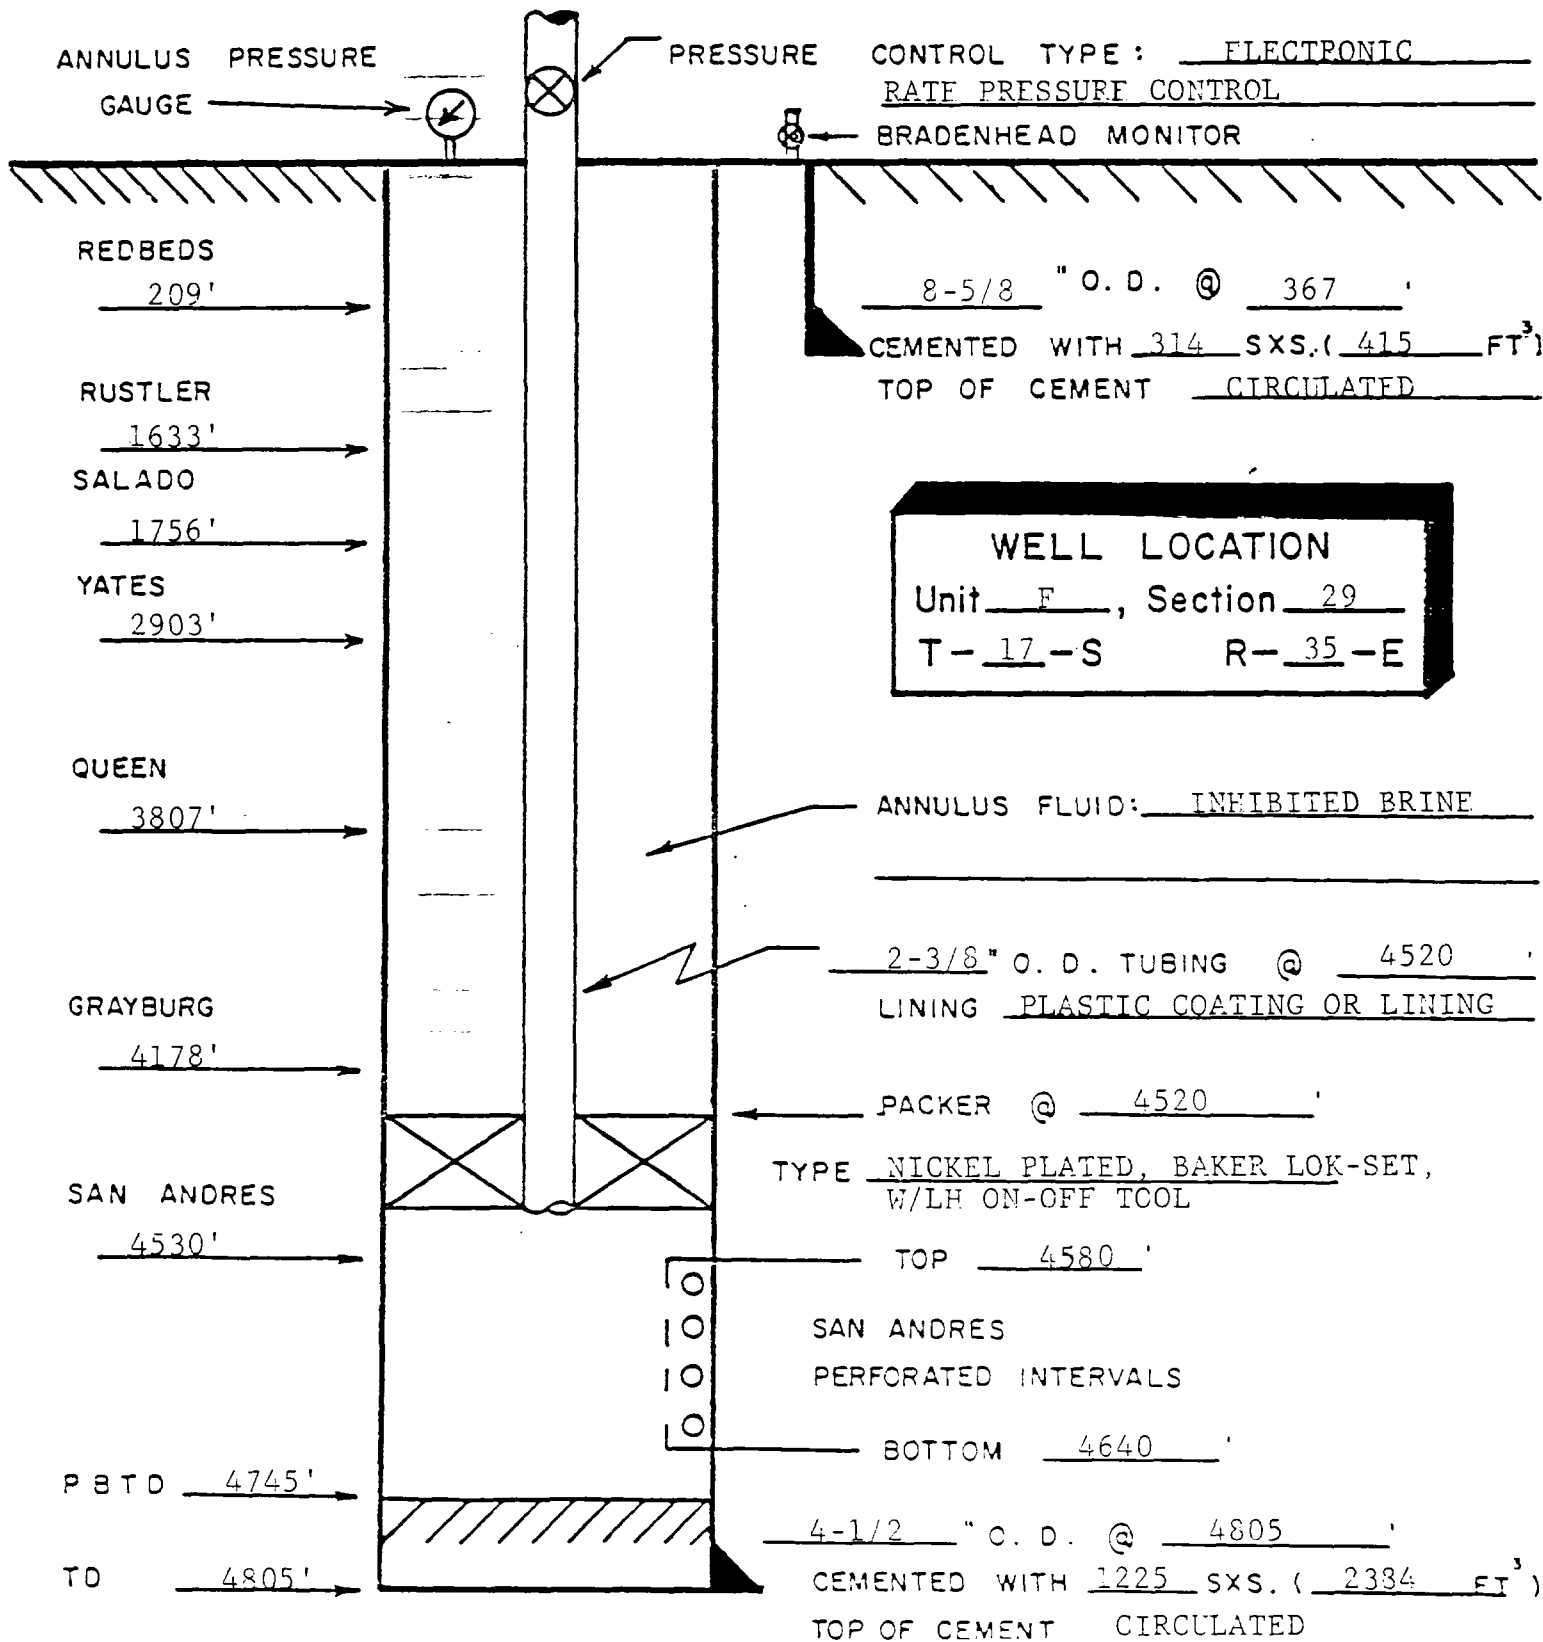 ANNULUS PRESSURE
GAUGE
PRESSURE CONTROL TYPE: ELECTRONIC
RATE PRESSURE CONTROL
BRADENHEAD MONITOR
REDBEDS
209'
8-5/8 " O. D. @ 367 '
CEMENTED WITH 314 SXS. ( 415 FT³)
TOP OF CEMENT CIRCULATED
RUSTLER
1633'
SALADO
1756'
YATES
2903'
WELL LOCATION
Unit F , Section 29
T- 17 -S R- 35 -E
QUEEN
3807'
ANNULUS FLUID: INHIBITED BRINE
2-3/8 " O. D. TUBING @ 4520 '
LINING PLASTIC COATING OR LINING
GRAYBURG
4178'
PACKER @ 4520 '
TYPE NICKEL PLATED, BAKER LOK-SET,
W/LH ON-OFF TOOL
SAN ANDRES
4530'
TOP 4580 '
SAN ANDRES
PERFORATED INTERVALS
BOTTOM 4640 '
PBTD 4745'
4-1/2 " O. D. @ 4805 '
TD 4805'
CEMENTED WITH 1225 SXS. ( 2384 FT³)
TOP OF CEMENT CIRCULATED